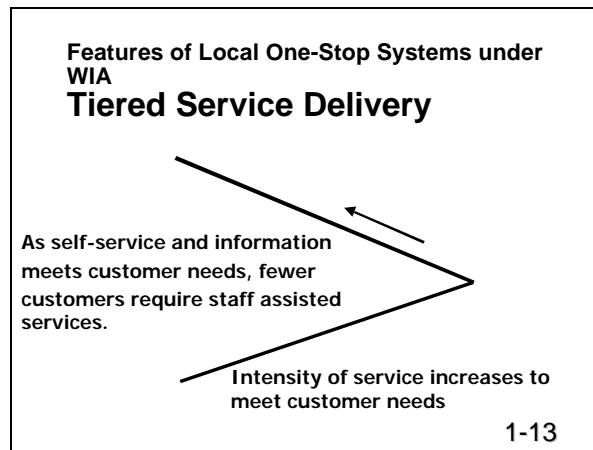 Features of Local One-Stop Systems under
WIA
Tiered Service Delivery
As self-service and information
meets customer needs, fewer
customers require staff assisted
services.
Intensity of service increases to
meet customer needs
1-13